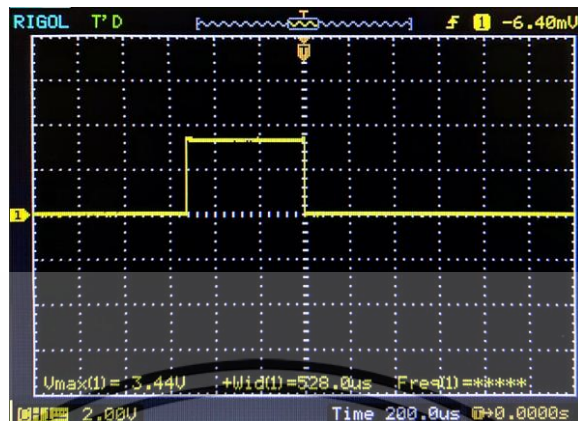 RIGOL T'D T 1 -6.40mV
T
1
Vmax(1)= 3.44V +Wid(1)=528.0us Freq(1)=*****
CH1 2.00V Time 200.0us T→0.0000s